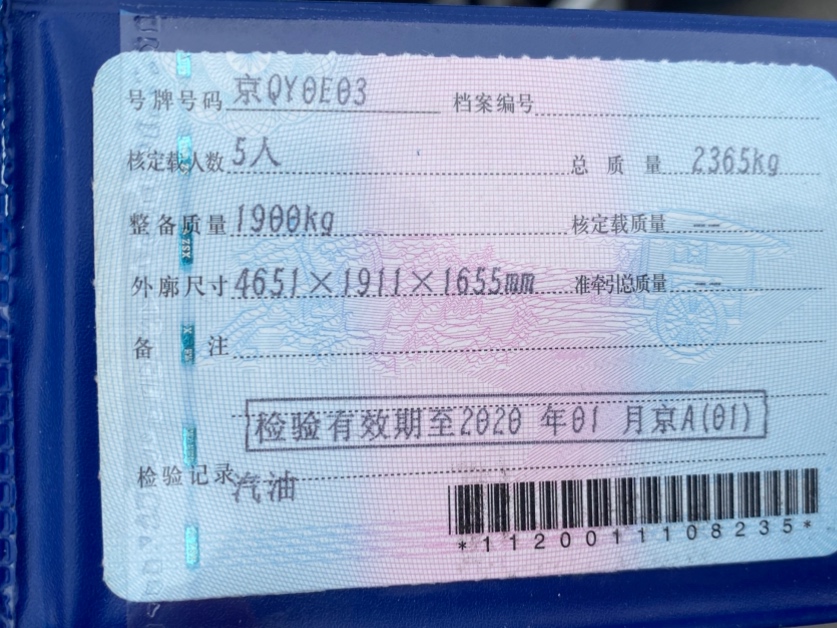 号牌号码 京QY0E03 档案编号
核定载人数 5人 总质量 2365kg
整备质量 1900kg 核定载质量 --
外廓尺寸 4651×1911×1655mm 准牵引总质量 --
备注
检验有效期至2020 年01 月京A(01)
检验记录
汽油
*1120011108235*